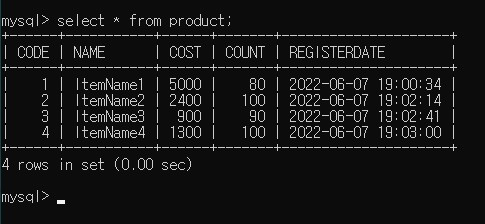 mysql> select * from product;
+------+-----------+------+-------+---------------------+
| CODE | NAME      | COST | COUNT | REGISTERDATE        |
+------+-----------+------+-------+---------------------+
|    1 | ItemName1 | 5000 |    80 | 2022-06-07 19:00:34 |
|    2 | ItemName2 | 2400 |   100 | 2022-06-07 19:02:14 |
|    3 | ItemName3 |  900 |    90 | 2022-06-07 19:02:41 |
|    4 | ItemName4 | 1300 |   100 | 2022-06-07 19:03:00 |
+------+-----------+------+-------+---------------------+
4 rows in set (0.00 sec)
mysql> _